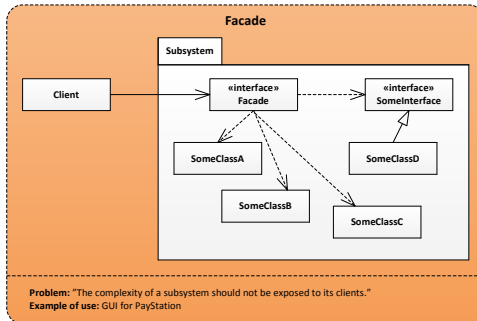 Facade
Subsystem
Client
«interface»
Facade
«interface»
SomeInterface
SomeClassA
SomeClassD
SomeClassB
SomeClassC
Problem: ”The complexity of a subsystem should not be exposed to its clients.”
Example of use: GUI for PayStation